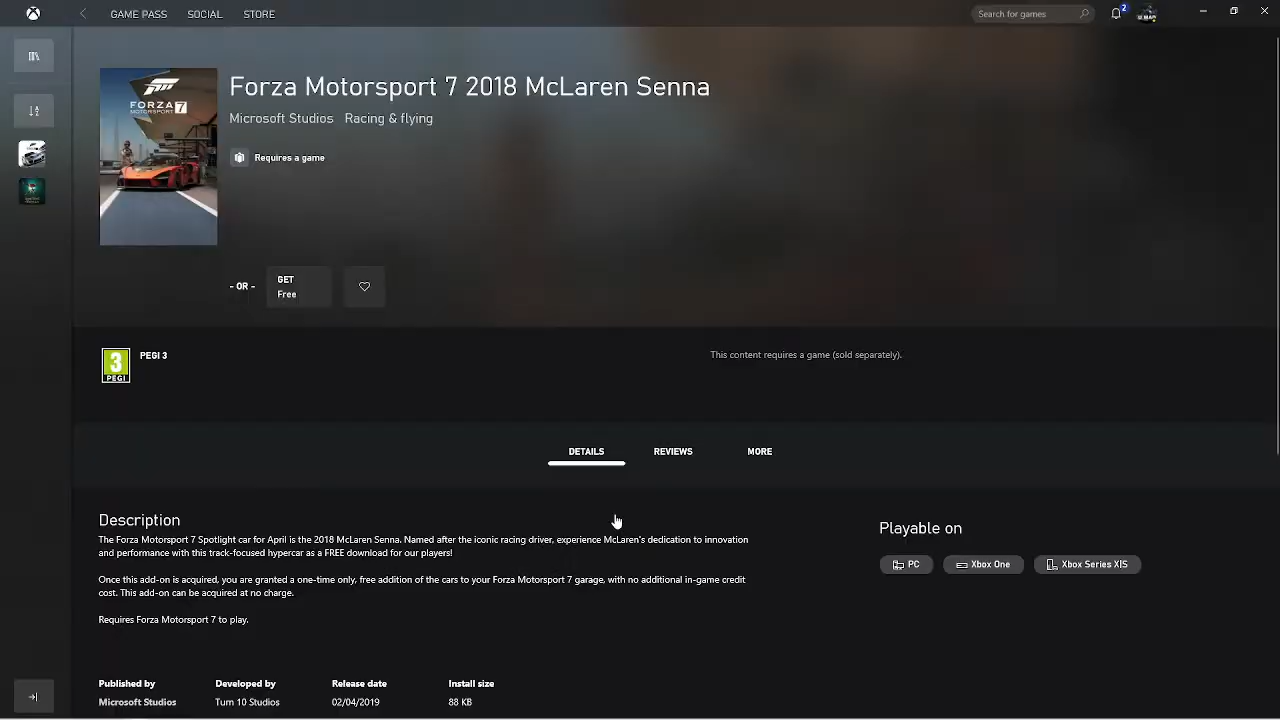 GAME PASS SOCIAL STORE
Search for games
2
FORZA
MOTORSPORT 7
Forza Motorsport 7 2018 McLaren Senna
Microsoft Studios Racing & flying
Requires a game
- OR -
GET
Free
3
PEGI
PEGI 3
This content requires a game (sold separately).
DETAILS REVIEWS MORE
Description
The Forza Motorsport 7 Spotlight car for April is the 2018 McLaren Senna. Named after the iconic racing driver, experience McLaren's dedication to innovation
and performance with this track-focused hypercar as a FREE download for our players!
Once this add-on is acquired, you are granted a one-time only, free addition of the cars to your Forza Motorsport 7 garage, with no additional in-game credit
cost. This add-on can be acquired at no charge.
Requires Forza Motorsport 7 to play.
Playable on
PC Xbox One Xbox Series X|S
Published by Developed by Release date Install size
Microsoft Studios Turn 10 Studios 02/04/2019 88 KB